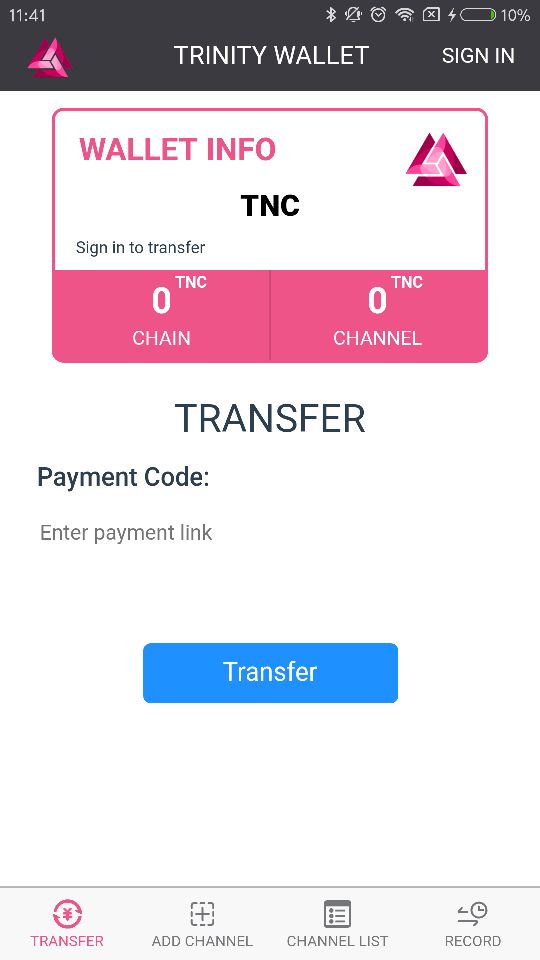 11:41 10%
TRINITY WALLET SIGN IN
WALLET INFO
TNC
Sign in to transfer
0 TNC 0 TNC
CHAIN CHANNEL
TRANSFER
Payment Code:
Enter payment link
Transfer
TRANSFER ADD CHANNEL CHANNEL LIST RECORD